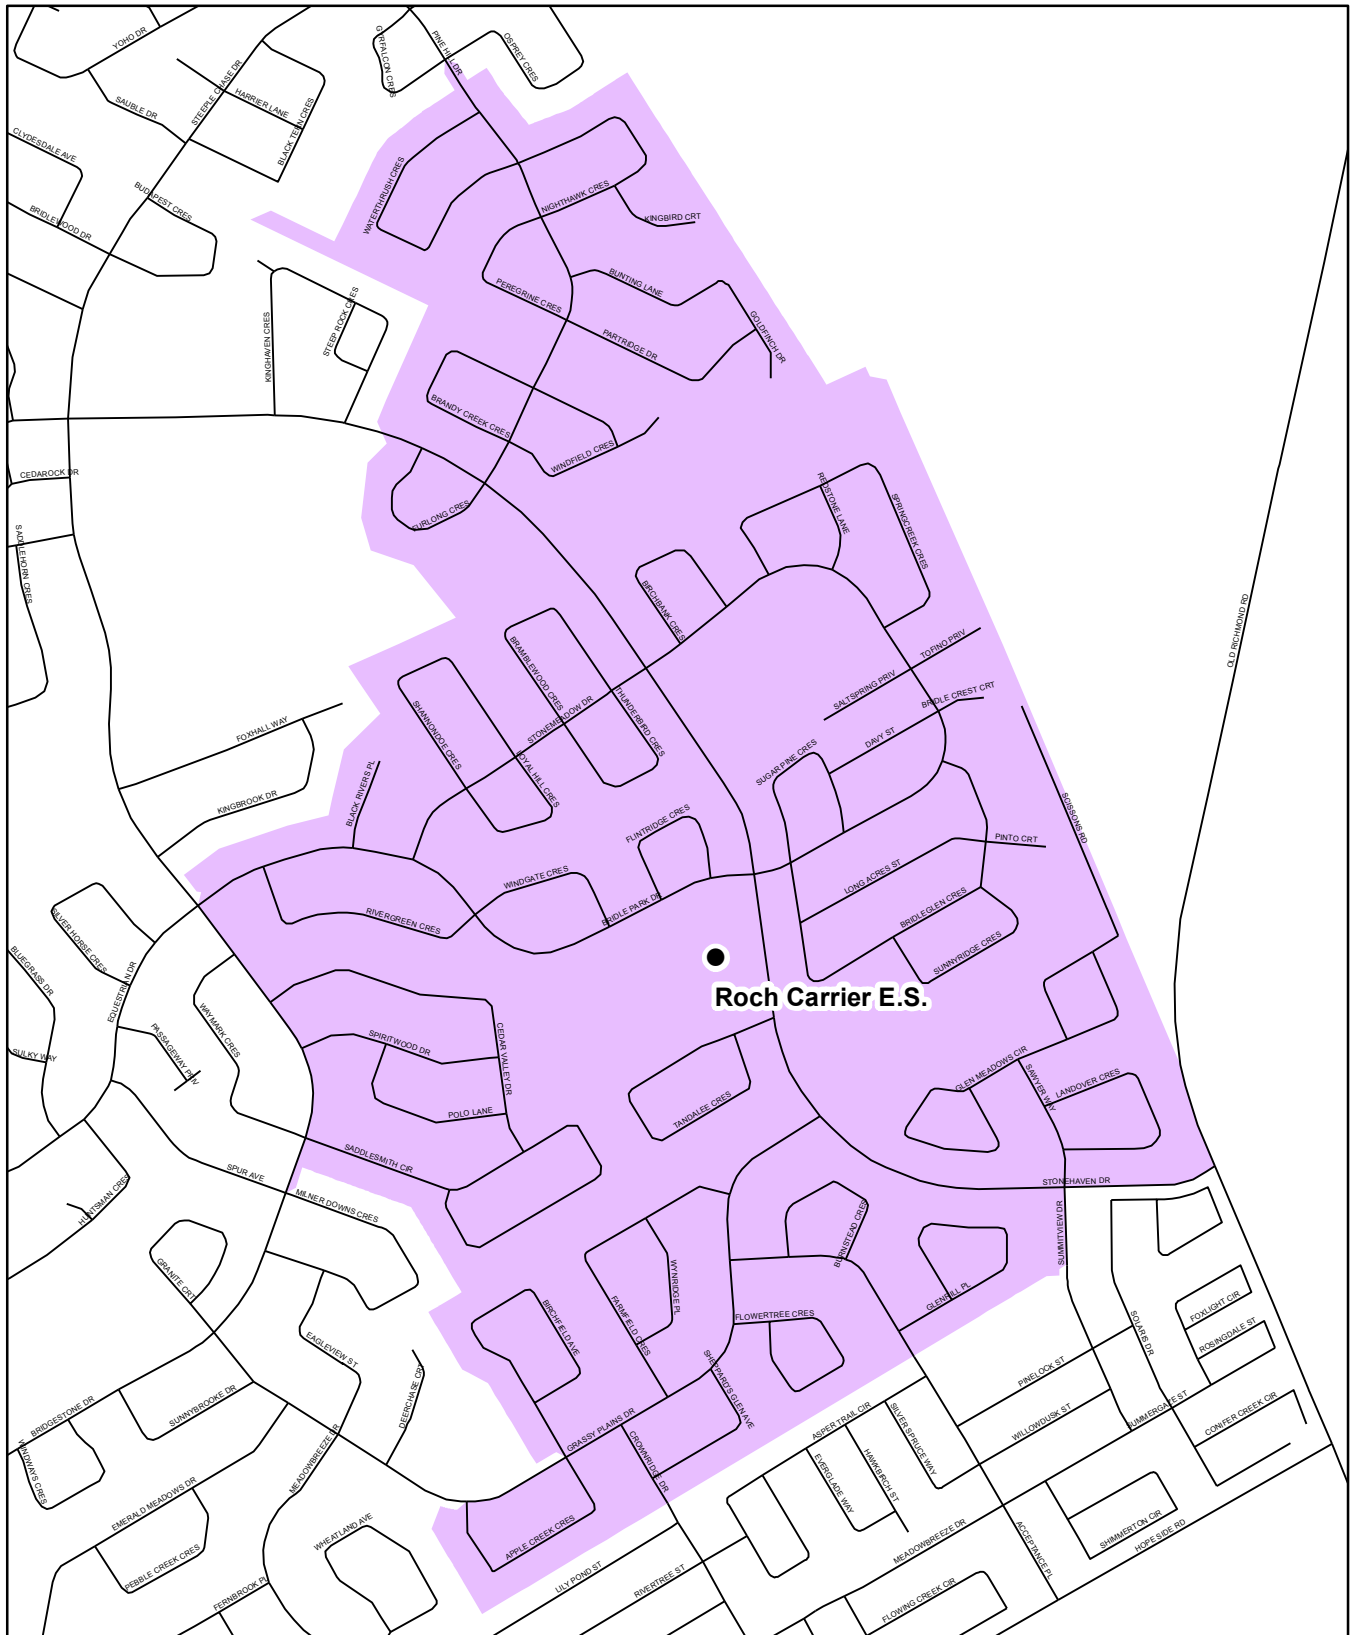 YOHO DR
GYRFALCON CRES
PINE HILL DR
OSPREY CRES
STEEPLE CHASE DR
SAUBLE DR
HARRIER LANE
BLACK TERN CRES
CLYDESDALE AVE
BUDAPEST CRES
BRIDLEWOOD DR
WATERTHRUSH CRES
NIGHTHAWK CRES
KINGBIRD CRT
PEREGRINE CRES
BUNTING LANE
PARTRIDGE DR
GOLDFINCH DR
KINGHAVEN CRES
STEEP ROCK CRES
BRANDY CREEK CRES
WINDFIELD CRES
CEDAROCK DR
SADDLEHORN CRES
FURLONG CRES
REDSTONE LANE
SPRINGCREEK CRES
BIRCHBANK CRES
OLD RICHMOND RD
TOFINO PRIV
SALTSPRING PRIV
BRIDLE CREST CRT
BRAMBLEWOOD CRES
SHANNONDOE CRES
STONEMEADOW DR
THUNDERBIRD CRES
LOYAL HILL CRES
FOXHALL WAY
KINGBROOK DR
BLACK RIVERS PL
DAVY ST
SUGAR PINE CRES
FLINTRIDGE CRES
SCISSONS RD
PINTO CRT
LONG ACRES ST
WINDGATE CRES
BRIDLE PARK DR
RIVERGREEN CRES
BRIDLEGLEN CRES
SUNNYRIDGE CRES
SILVER HORSE CRES
BLUEGRASS DR
EQUESTRIAN DR
Roch Carrier E.S.
WAYMARK CRES
PASSAGEWAY PRIV
SULKY WAY
SPIRITWOOD DR
CEDAR VALLEY DR
POLO LANE
TANDALEE CRES
GLEN MEADOWS CIR
SAWYER WAY
LANDOVER CRES
SADDLESMITH CIR
SPUR AVE
MILNER DOWNS CRES
HUNTSMAN CRES
STONEHAVEN DR
SUMMITVIEW DR
BURNSTEAD CRES
GRANITE CRT
WYNRIDGE PL
GLENRILL PL
FARMFIELD CRES
BIRCHFIELD AVE
FLOWERTREE CRES
EAGLEVIEW ST
DEERCHASE CRT
SHEPPARD'S GLEN AVE
SOLARIS DR
FOXLIGHT CIR
ROSINGDALE ST
PINELOCK ST
WILLOWDUSK ST
SUMMERGAZE ST
CONIFER CREEK CIR
BRIDGESTONE DR
SUNNYBROOKE DR
WINDWAYS CRES
GRASSY PLAINS DR
CROWNRIDGE DR
ASPER TRAIL CIR
SILVER SPRUCE WAY
HAWKBIRCH ST
EVERGLADE WAY
MEADOWBREEZE DR
EMERALD MEADOWS DR
WHEATLAND AVE
APPLE CREEK CRES
PEBBLE CREEK CRES
FERNBROOK PL
LILY POND ST
RIVERTREE ST
MEADOWBREEZE DR
ACCEPTANCE PL
SHIMMERTON CIR
HOPE SIDE RD
FLOWING CREEK CIR